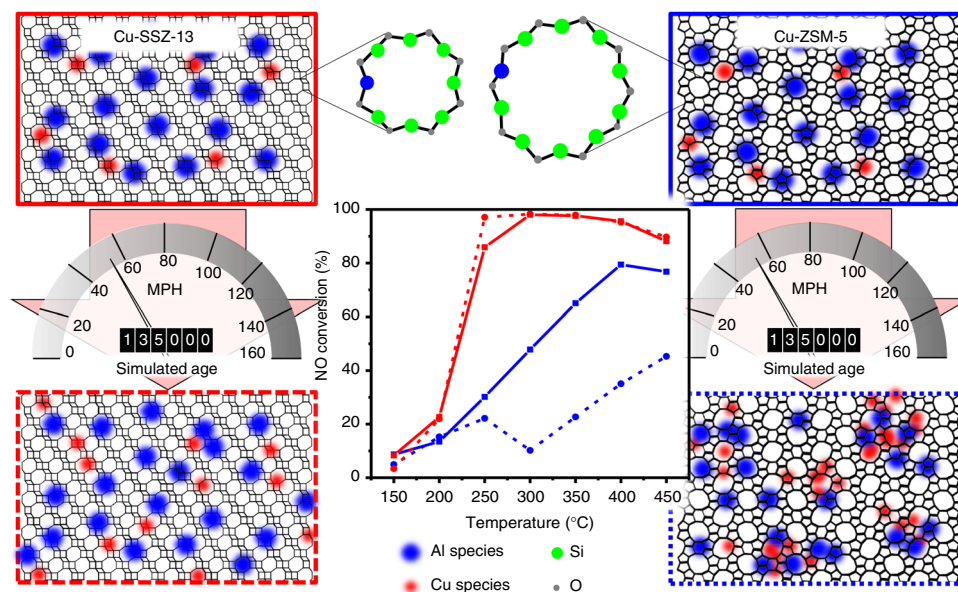 Cu-SSZ-13
Cu-ZSM-5
0
20
40
60
80
100
120
140
160
MPH
135000
Simulated age
NO conversion (%)
100
80
60
40
20
0
150 200 250 300 350 400 450
Temperature (°C)
0
20
40
60
80
100
120
140
160
MPH
135000
Simulated age
Al species
Si
Cu species
O